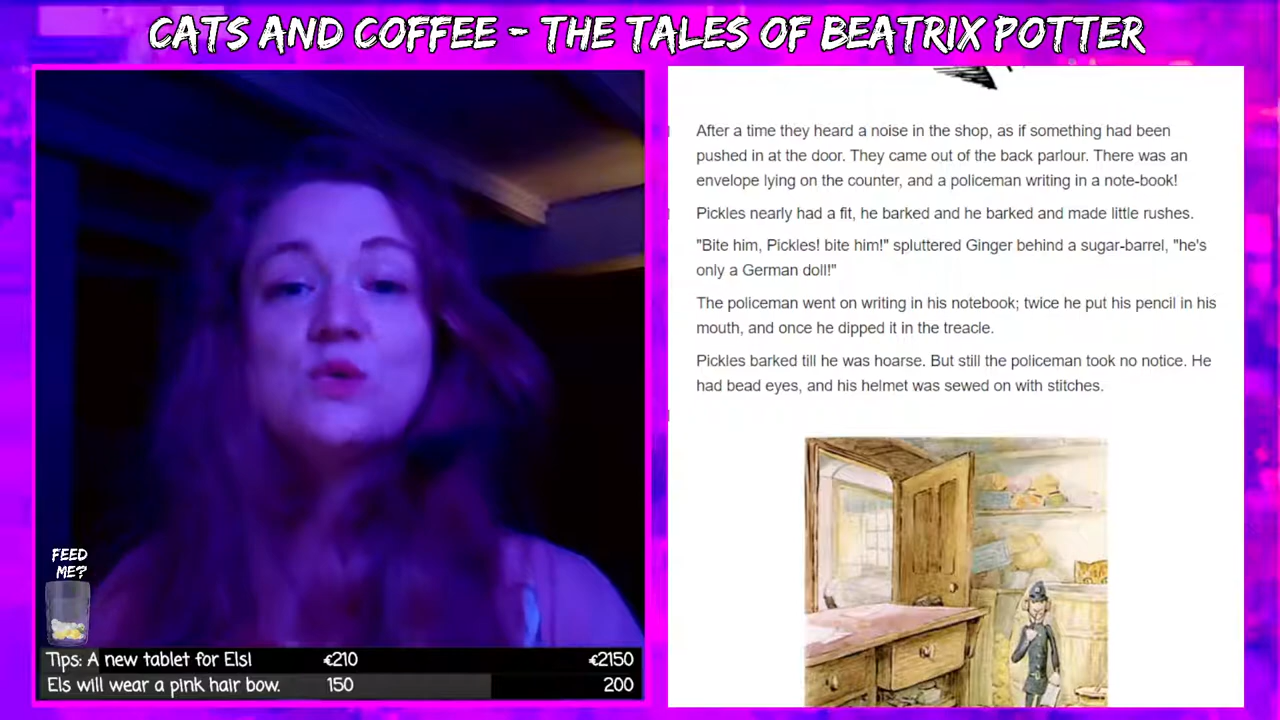 CATS AND COFFEE - THE TALES OF BEATRIX POTTER
After a time they heard a noise in the shop, as if something had been
pushed in at the door. They came out of the back parlour. There was an
envelope lying on the counter, and a policeman writing in a note-book!
Pickles nearly had a fit, he barked and he barked and made little rushes.
"Bite him, Pickles! bite him!" spluttered Ginger behind a sugar-barrel, "he's
only a German doll!"
The policeman went on writing in his notebook; twice he put his pencil in his
mouth, and once he dipped it in the treacle.
Pickles barked till he was hoarse. But still the policeman took no notice. He
had bead eyes, and his helmet was sewed on with stitches.
FEED
ME?
Tips: A new tablet for Els! €210 €2150
Els will wear a pink hair bow. 150 200